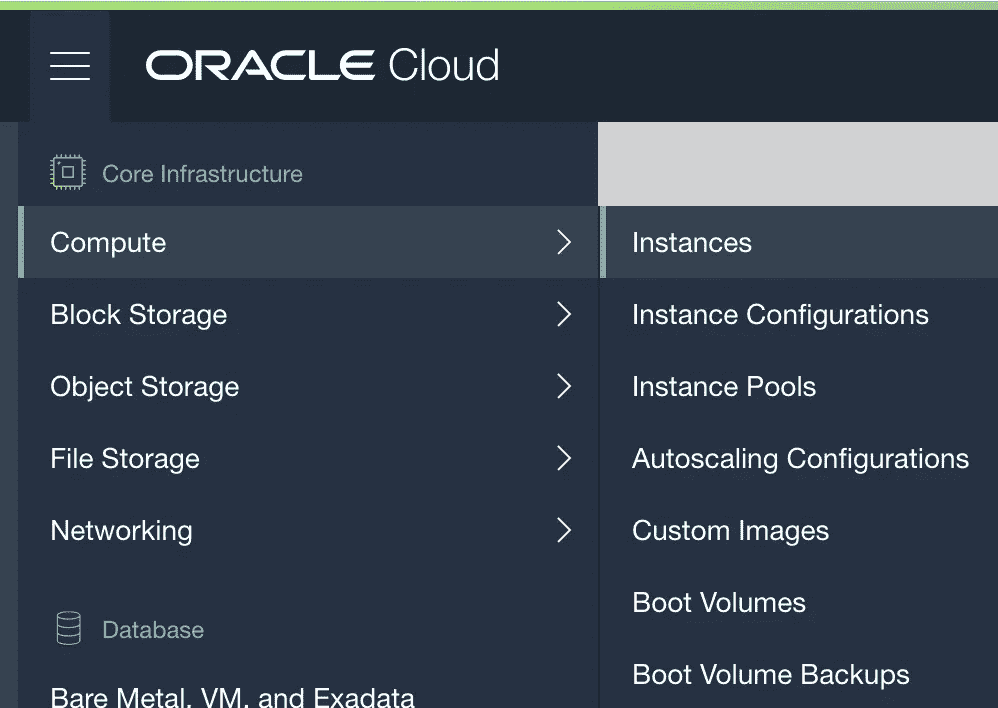 ORACLE Cloud
Core Infrastructure
Compute
Block Storage
Object Storage
File Storage
Networking
Database
Bare Metal, VM, and Exadata
Instances
Instance Configurations
Instance Pools
Autoscaling Configurations
Custom Images
Boot Volumes
Boot Volume Backups